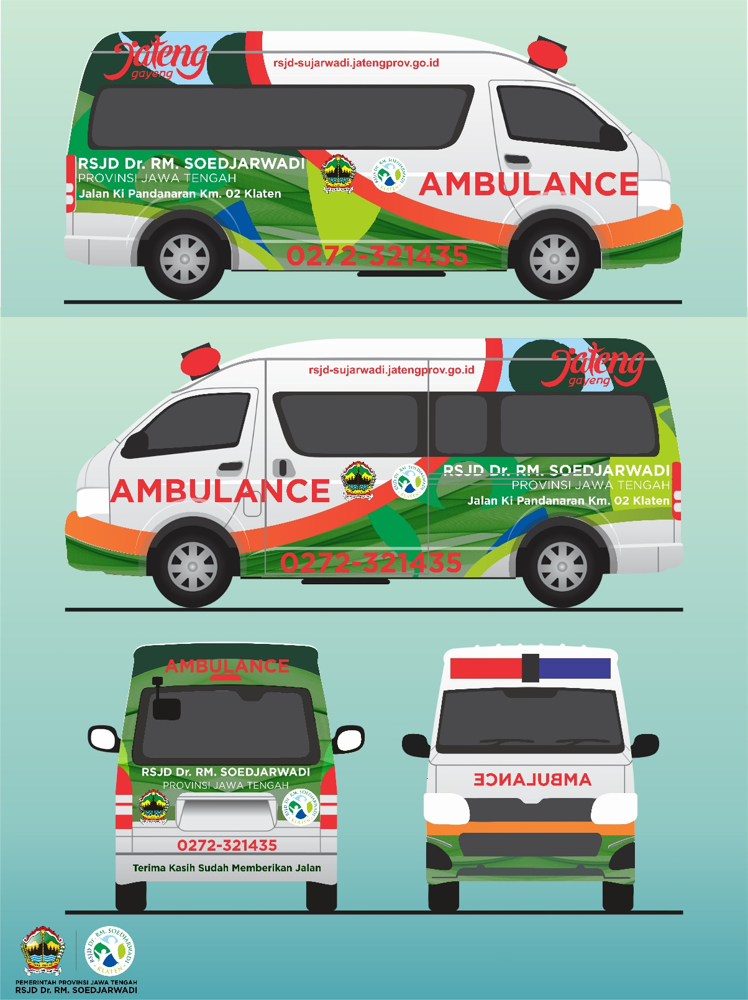 Jateng
gayeng
rsjd-sujarwadi.jatengprov.go.id
RSJD Dr. RM. SOEDJARWADI
PROVINSI JAWA TENGAH
Jalan Ki Pandanaran Km. 02 Klaten
RSJD Dr. RM. SOEDJARWADI
KLATEN
AMBULANCE
0272-321435
rsjd-sujarwadi.jatengprov.go.id
Jateng
gayeng
AMBULANCE
RSJD Dr. RM. SOEDJARWADI
KLATEN
RSJD Dr. RM. SOEDJARWADI
PROVINSI JAWA TENGAH
Jalan Ki Pandanaran Km. 02 Klaten
0272-321435
AMBULANCE
RSJD Dr. RM. SOEDJARWADI
PROVINSI JAWA TENGAH
RSJD Dr. RM. SOEDJARWADI
KLATEN
0272-321435
Terima Kasih Sudah Memberikan Jalan
AMBULANCE
RSJD Dr. RM. SOEDJARWADI
KLATEN
PEMERINTAH PROVINSI JAWA TENGAH
RSJD Dr. RM. SOEDJARWADI